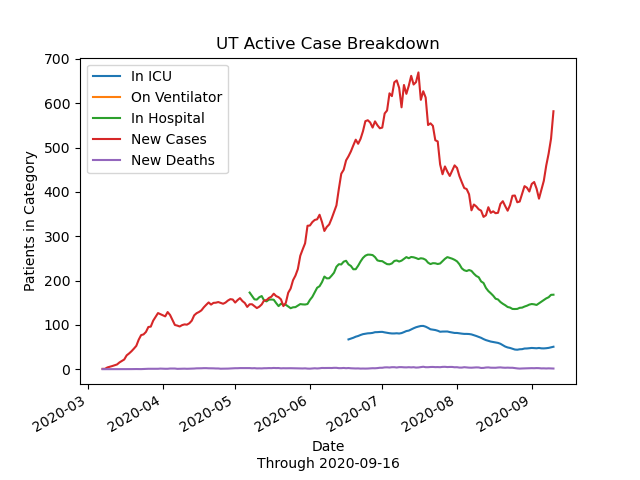 UT Active Case Breakdown
In ICU
On Ventilator
In Hospital
New Cases
New Deaths
Patients in Category
700
600
500
400
300
200
100
0
2020-03
2020-04
2020-05
2020-06
2020-07
2020-08
2020-09
Date
Through 2020-09-16